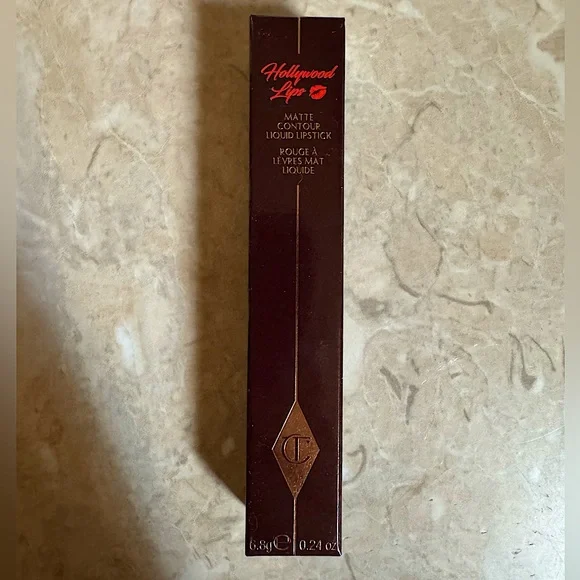 Hollywood
Lips
MATTE
CONTOUR
LIQUID LIPSTICK
ROUGE À
LÈVRES MAT
LIQUIDE
CT
6.8g ℮ 0.24 oz